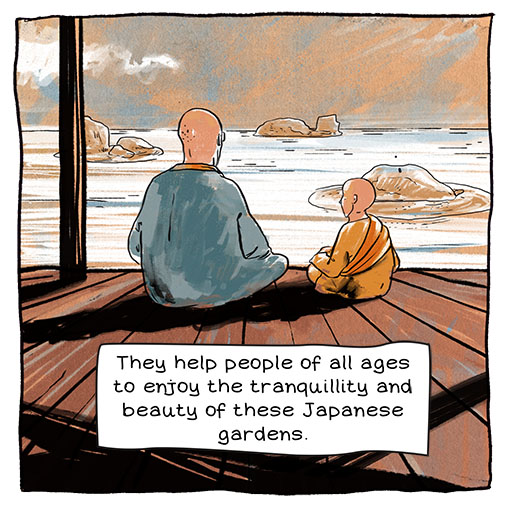 They help people of all ages
to enjoy the tranquillity and
beauty of these Japanese
gardens.